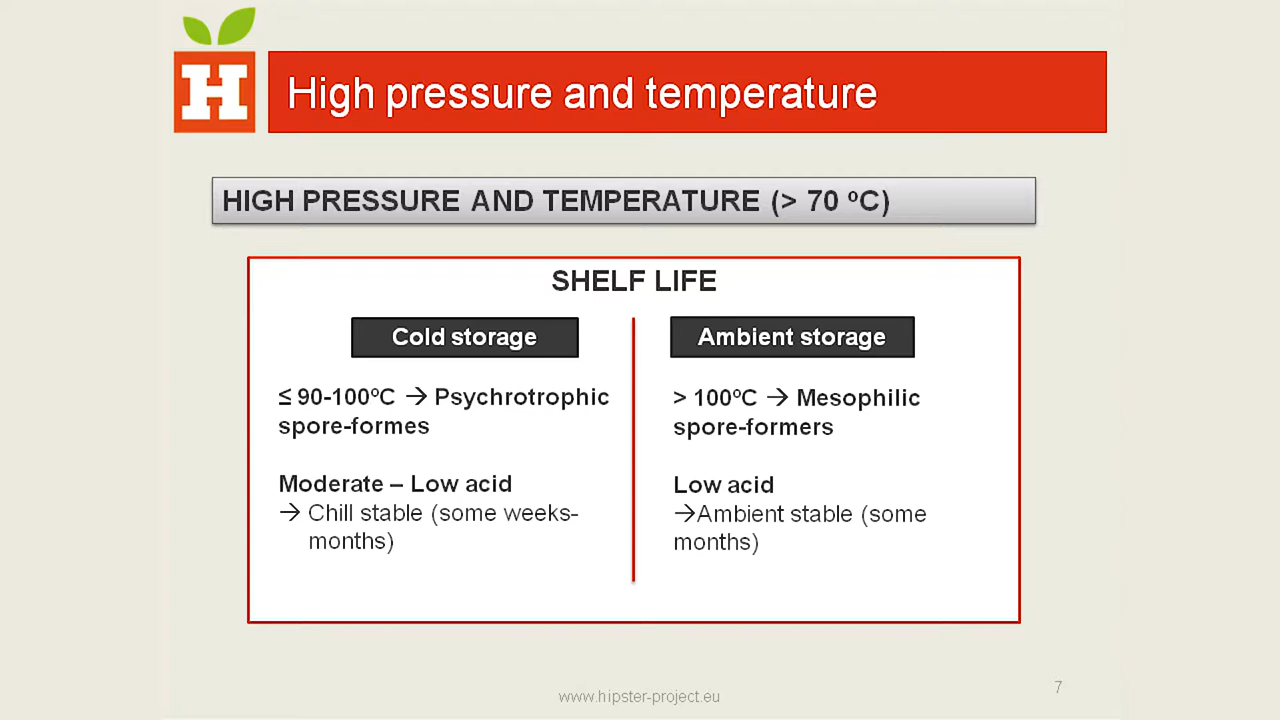 H
High pressure and temperature
HIGH PRESSURE AND TEMPERATURE (> 70 ºC)
SHELF LIFE
Cold storage
≤ 90-100ºC → Psychrotrophic
spore-formes
Moderate – Low acid
→ Chill stable (some weeks-
months)
Ambient storage
> 100ºC → Mesophilic
spore-formers
Low acid
→Ambient stable (some
months)
www.hipster-project.eu
7